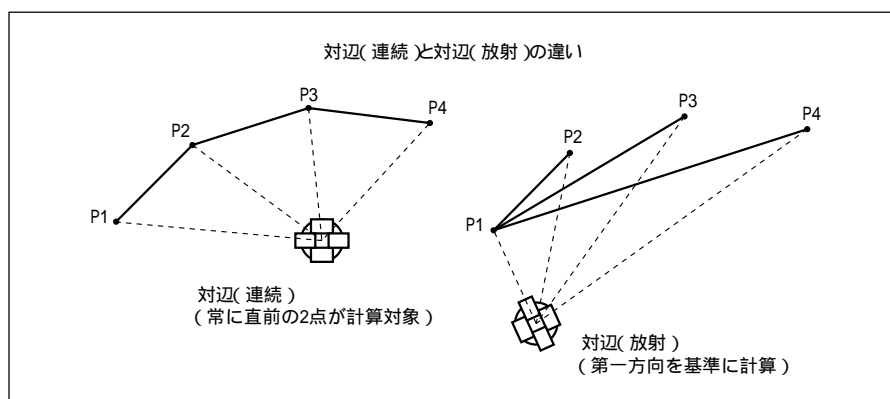 対辺(連続)と対辺(放射)の違い
P1
P2
P3
P4
対辺(連続)
(常に直前の2点が計算対象)
P1
P2
P3
P4
対辺(放射)
(第一方向を基準に計算)